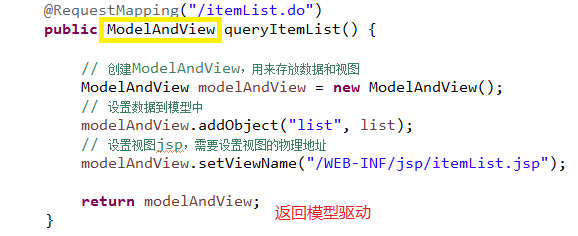 @RequestMapping("/itemList.do")
public ModelAndView queryItemList() {
// 创建ModelAndView，用来存放数据和视图
ModelAndView modelAndView = new ModelAndView();
// 设置数据到模型中
modelAndView.addObject("list", list);
// 设置视图jsp，需要设置视图的物理地址
modelAndView.setViewName("/WEB-INF/jsp/itemList.jsp");
return modelAndView; 返回模型驱动
}